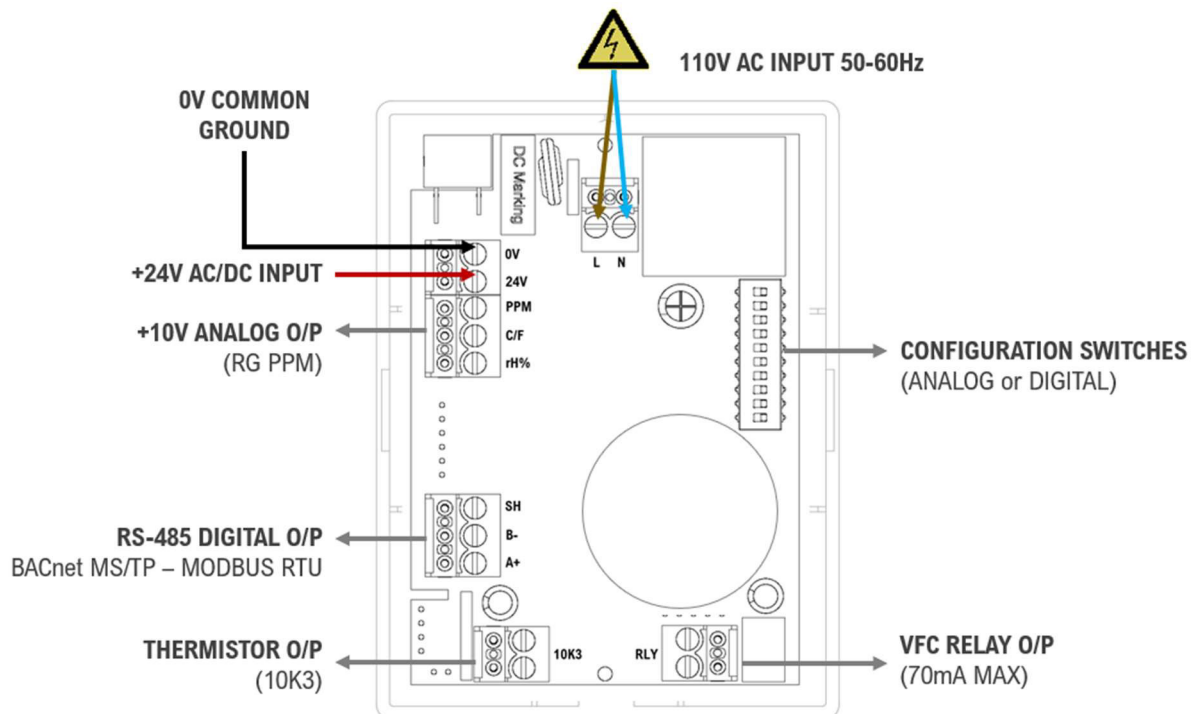 110V AC INPUT 50-60Hz
0V COMMON
GROUND
DC Marking
0V
+24V AC/DC INPUT
24V
L N
PPM
+10V ANALOG O/P
(RG PPM)
C/F
rH%
CONFIGURATION SWITCHES
(ANALOG or DIGITAL)
SH
RS-485 DIGITAL O/P
BACnet MS/TP – MODBUS RTU
B-
A+
THERMISTOR O/P
(10K3)
10K3
RLY
VFC RELAY O/P
(70mA MAX)